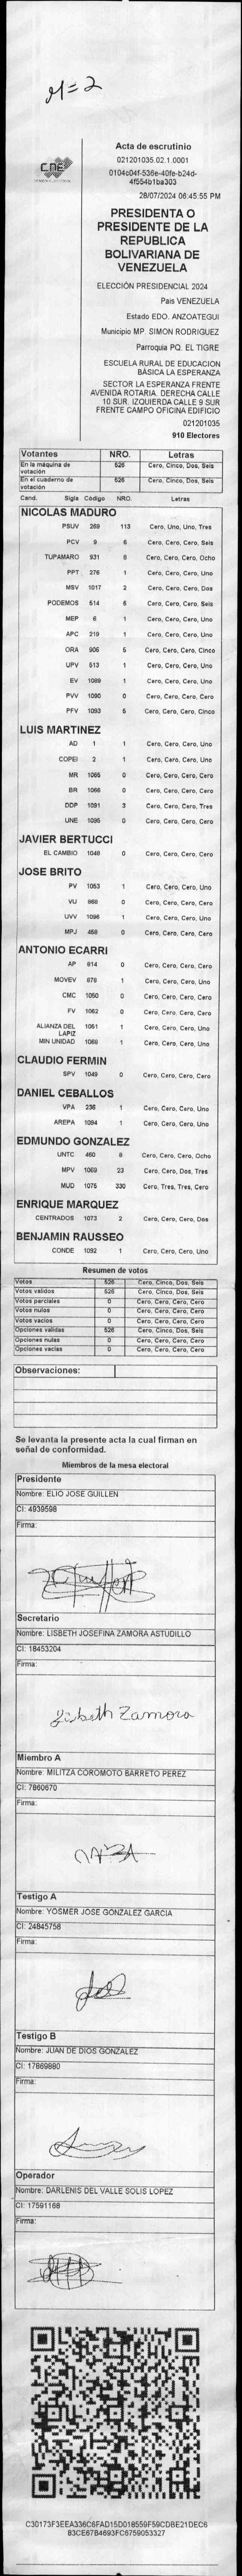 M=2
CNE
Acta de escrutinio
021201035.02.1.0001
0104c04f-536e-40fe-b24d-
4f554b1ba303
28/07/2024 06:45:55 PM
PRESIDENTA O
PRESIDENTE DE LA
REPUBLICA
BOLIVARIANA DE
VENEZUELA
ELECCIÓN PRESIDENCIAL 2024
Pais VENEZUELA
Estado EDO. ANZOATEGUI
Municipio MP. SIMON RODRIGUEZ
Parroquia PQ. EL TIGRE
ESCUELA RURAL DE EDUCACION
BÁSICA LA ESPERANZA
SECTOR LA ESPERANZA FRENTE
AVENIDA ROTARIA. DERECHA CALLE
10 SUR. IZQUIERDA CALLE 9 SUR
FRENTE CAMPO OFICINA EDIFICIO
021201035
910 Electores
Votantes NRO. Letras
En la máquina de votación 526 Cero, Cinco, Dos, Seis
En el cuaderno de votación 526 Cero, Cinco, Dos, Seis
Cand. Sigla Código NRO. Letras
NICOLAS MADURO
PSUV 269 113 Cero, Uno, Uno, Tres
PCV 9 6 Cero, Cero, Cero, Seis
TUPAMARO 931 8 Cero, Cero, Cero, Ocho
PPT 276 1 Cero, Cero, Cero, Uno
MSV 1017 2 Cero, Cero, Cero, Dos
PODEMOS 514 6 Cero, Cero, Cero, Seis
MEP 6 1 Cero, Cero, Cero, Uno
APC 219 1 Cero, Cero, Cero, Uno
ORA 906 5 Cero, Cero, Cero, Cinco
UPV 513 1 Cero, Cero, Cero, Uno
EV 1089 1 Cero, Cero, Cero, Uno
PVV 1090 0 Cero, Cero, Cero, Cero
PFV 1093 5 Cero, Cero, Cero, Cinco
LUIS MARTINEZ
AD 1 1 Cero, Cero, Cero, Uno
COPEI 2 1 Cero, Cero, Cero, Uno
MR 1065 0 Cero, Cero, Cero, Cero
BR 1066 0 Cero, Cero, Cero, Cero
DDP 1091 3 Cero, Cero, Cero, Tres
UNE 1095 0 Cero, Cero, Cero, Cero
JAVIER BERTUCCI
EL CAMBIO 1048 0 Cero, Cero, Cero, Cero
JOSE BRITO
PV 1053 1 Cero, Cero, Cero, Uno
VU 868 0 Cero, Cero, Cero, Cero
UVV 1096 1 Cero, Cero, Cero, Uno
MPJ 458 0 Cero, Cero, Cero, Cero
ANTONIO ECARRI
AP 814 0 Cero, Cero, Cero, Cero
MOVEV 878 1 Cero, Cero, Cero, Uno
CMC 1050 0 Cero, Cero, Cero, Cero
FV 1062 0 Cero, Cero, Cero, Cero
ALIANZA DEL LAPIZ 1051 1 Cero, Cero, Cero, Uno
MIN UNIDAD 1068 1 Cero, Cero, Cero, Uno
CLAUDIO FERMIN
SPV 1049 0 Cero, Cero, Cero, Cero
DANIEL CEBALLOS
VPA 236 1 Cero, Cero, Cero, Uno
AREPA 1094 1 Cero, Cero, Cero, Uno
EDMUNDO GONZALEZ
UNTC 460 8 Cero, Cero, Cero, Ocho
MPV 1069 23 Cero, Cero, Dos, Tres
MUD 1075 330 Cero, Tres, Tres, Cero
ENRIQUE MARQUEZ
CENTRADOS 1073 2 Cero, Cero, Cero, Dos
BENJAMIN RAUSSEO
CONDE 1092 1 Cero, Cero, Cero, Uno
Resumen de votos
Votos 526 Cero, Cinco, Dos, Seis
Votos validos 526 Cero, Cinco, Dos, Seis
Votos parciales 0 Cero, Cero, Cero, Cero
Votos nulos 0 Cero, Cero, Cero, Cero
Votos vacios 0 Cero, Cero, Cero, Cero
Opciones validas 526 Cero, Cinco, Dos, Seis
Opciones nulas 0 Cero, Cero, Cero, Cero
Opciones vacias 0 Cero, Cero, Cero, Cero
Observaciones:
Se levanta la presente acta la cual firman en
señal de conformidad.
Miembros de la mesa electoral
Presidente
Nombre: ELIO JOSE GUILLEN
CI: 4939598
Firma:
Secretario
Nombre: LISBETH JOSEFINA ZAMORA ASTUDILLO
CI: 18453204
Firma:
Lisbeth Zamora
Miembro A
Nombre: MILITZA COROMOTO BARRETO PEREZ
CI: 7860670
Firma:
Testigo A
Nombre: YOSMER JOSE GONZALEZ GARCIA
CI: 24845756
Firma:
Testigo B
Nombre: JUAN DE DIOS GONZALEZ
CI: 17869880
Firma:
Operador
Nombre: DARLENIS DEL VALLE SOLIS LOPEZ
CI: 17591168
Firma:
C30173F3EEA336C6FAD15D018559F59CDBE21DEC6
83CE67B4693FC6759053327